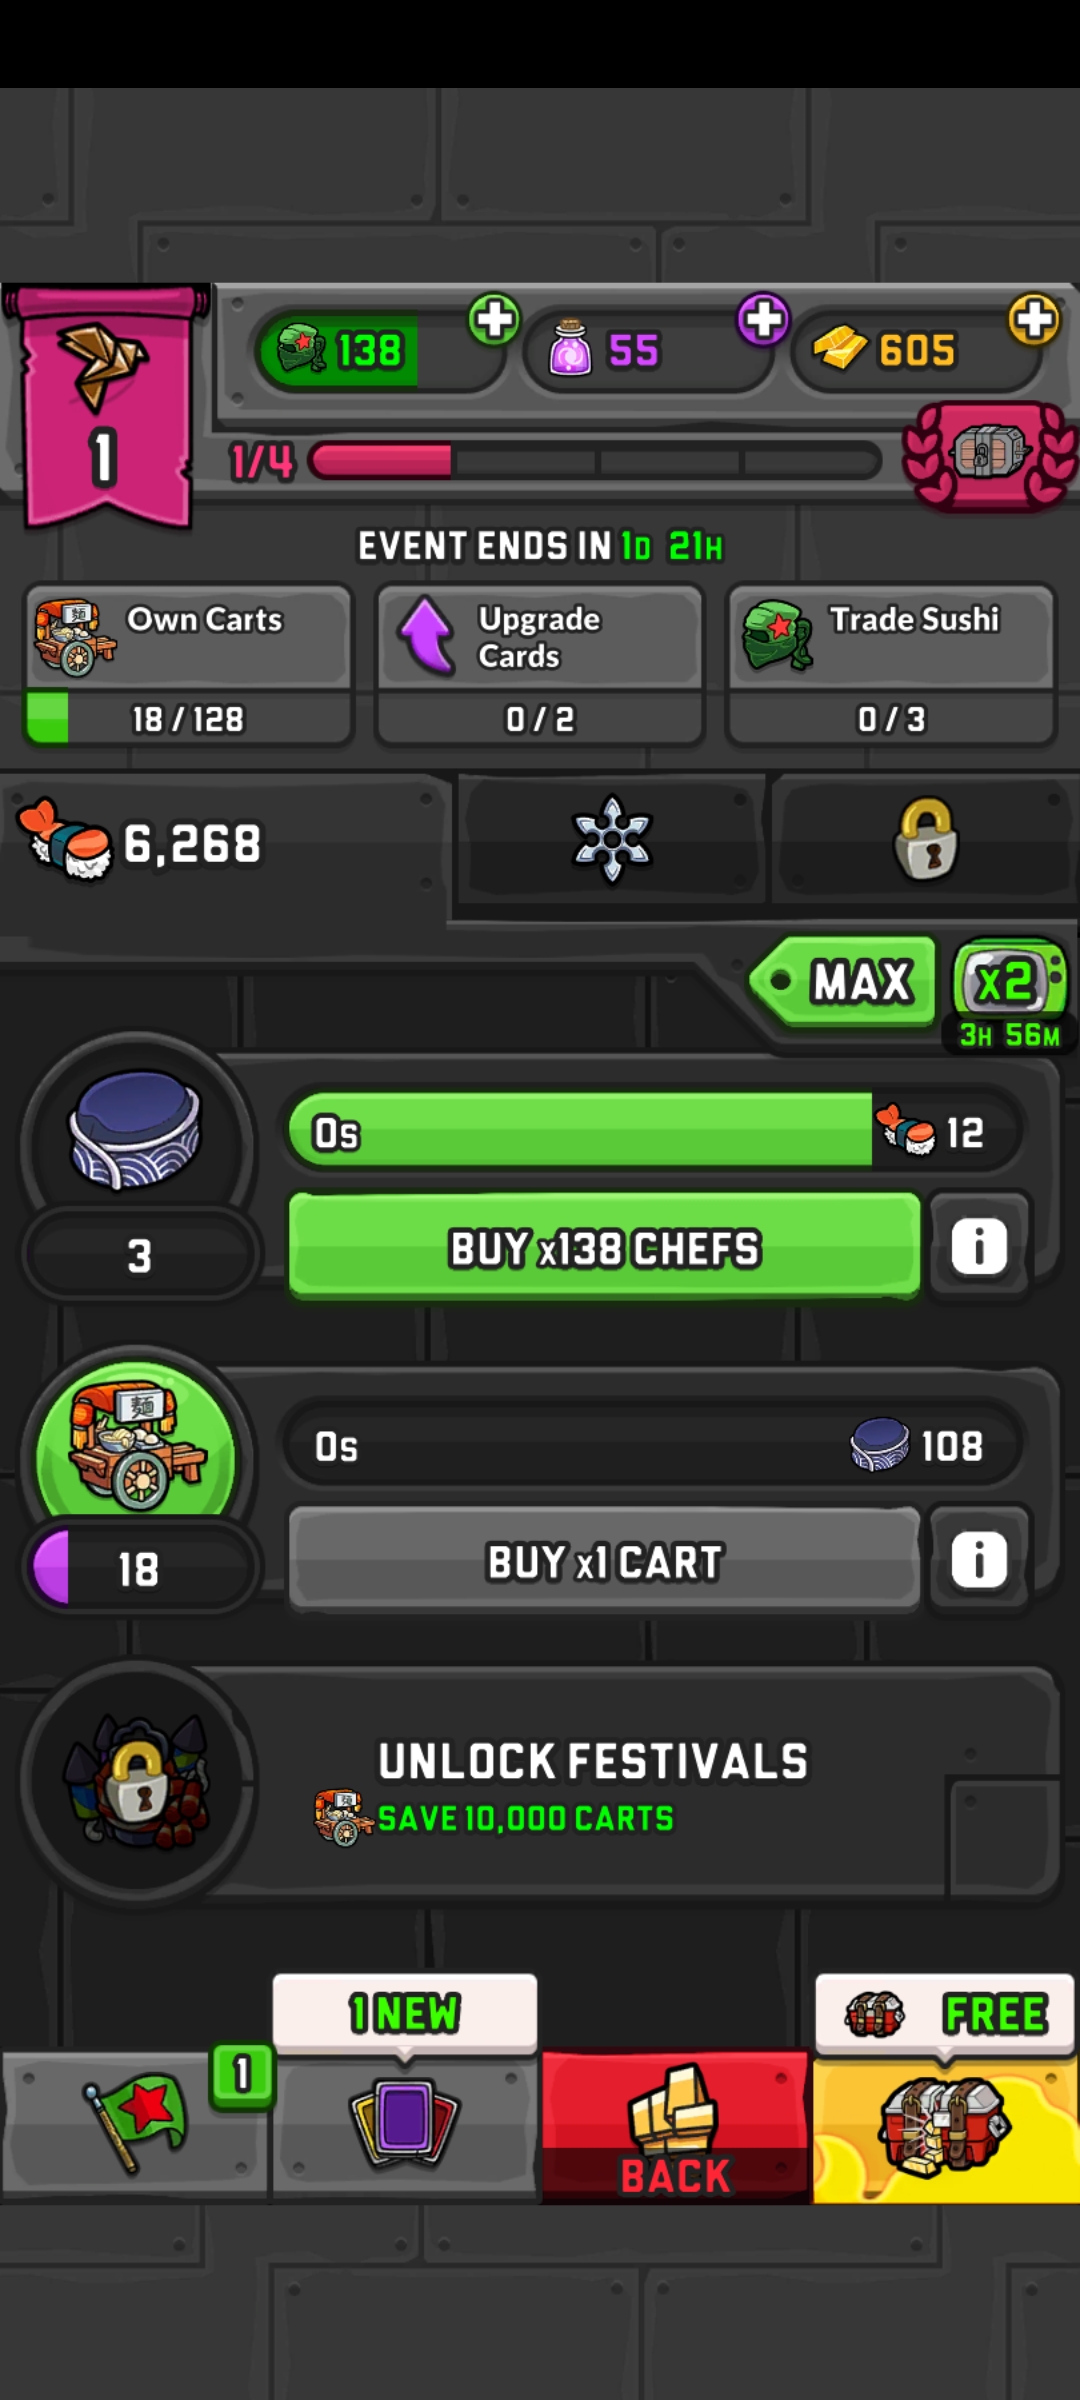 138
55
605
1
1/4
EVENT ENDS IN 1D 21H
Own Carts
18 / 128
Upgrade
Cards
0 / 2
Trade Sushi
0 / 3
6,268
MAX
x2
3H 56M
0s
12
3
BUY x138 CHEFS
i
麺
0s
108
18
BUY x1 CART
i
UNLOCK FESTIVALS
SAVE 10,000 CARTS
1 NEW
FREE
1
BACK